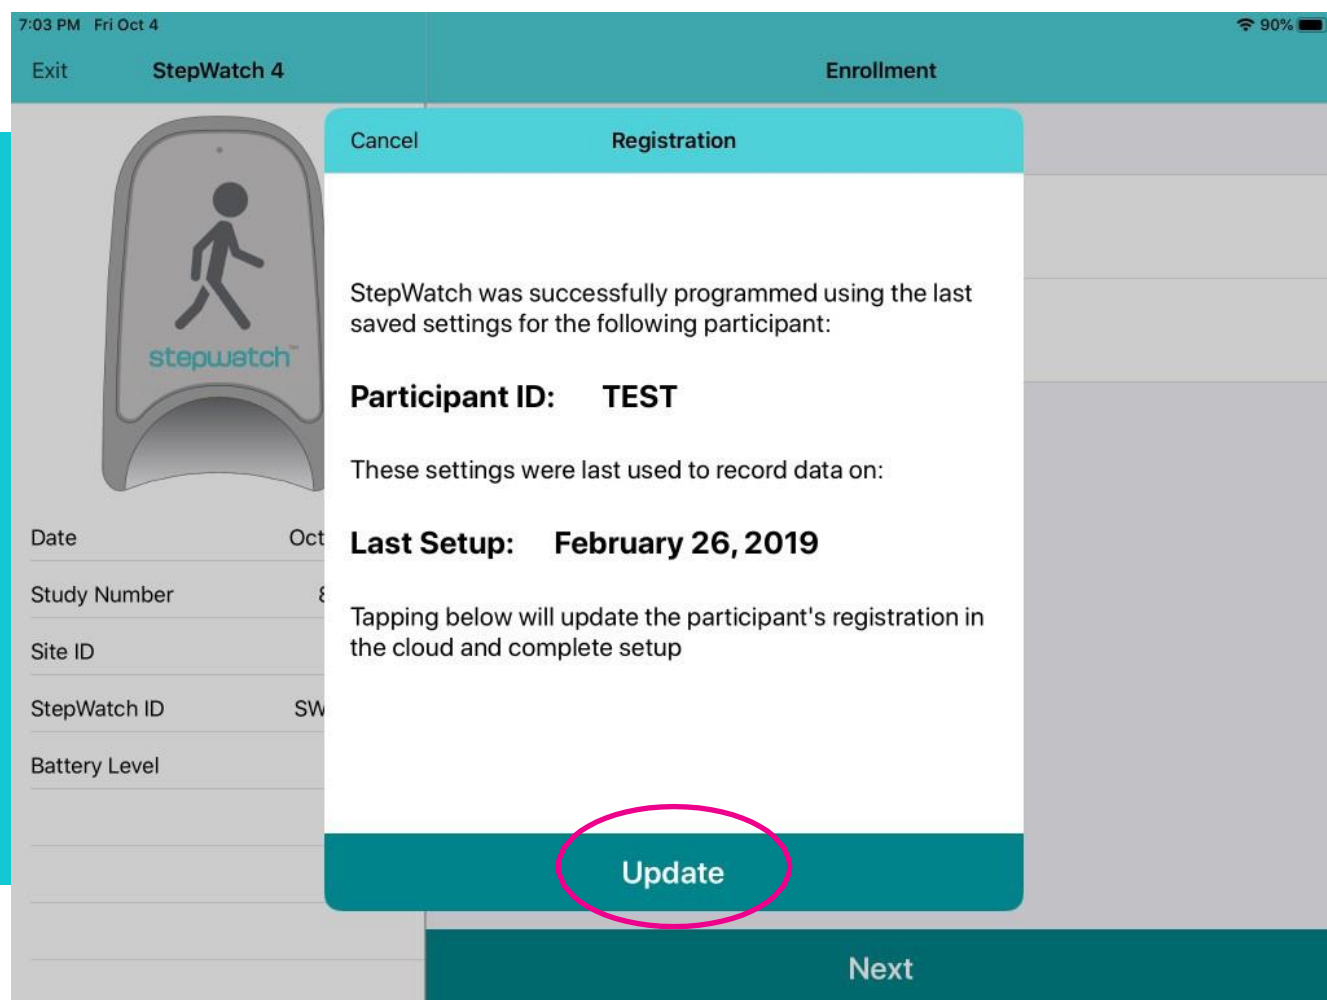 7:03 PM Fri Oct 4
90%
Exit
StepWatch 4
Enrollment
Cancel
Registration
stepwatch™
StepWatch was successfully programmed using the last
saved settings for the following participant:
Participant ID: TEST
These settings were last used to record data on:
Last Setup: February 26, 2019
Tapping below will update the participant's registration in
the cloud and complete setup
Update
Date Oct
Study Number
Site ID
StepWatch ID SW
Battery Level
Next